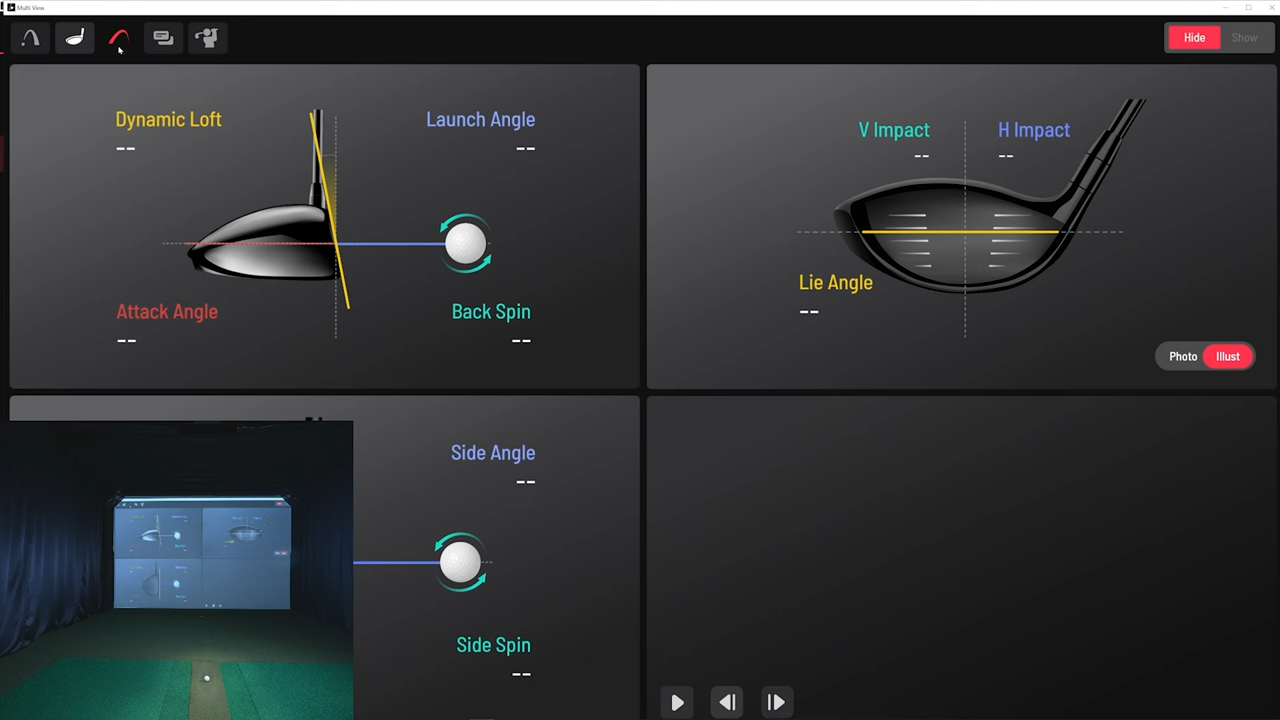 Multi View
Hide
Show
Dynamic Loft
--
Launch Angle
--
Attack Angle
--
Back Spin
--
V Impact
--
H Impact
--
Lie Angle
--
Photo
Illust
Side Angle
--
Side Spin
--